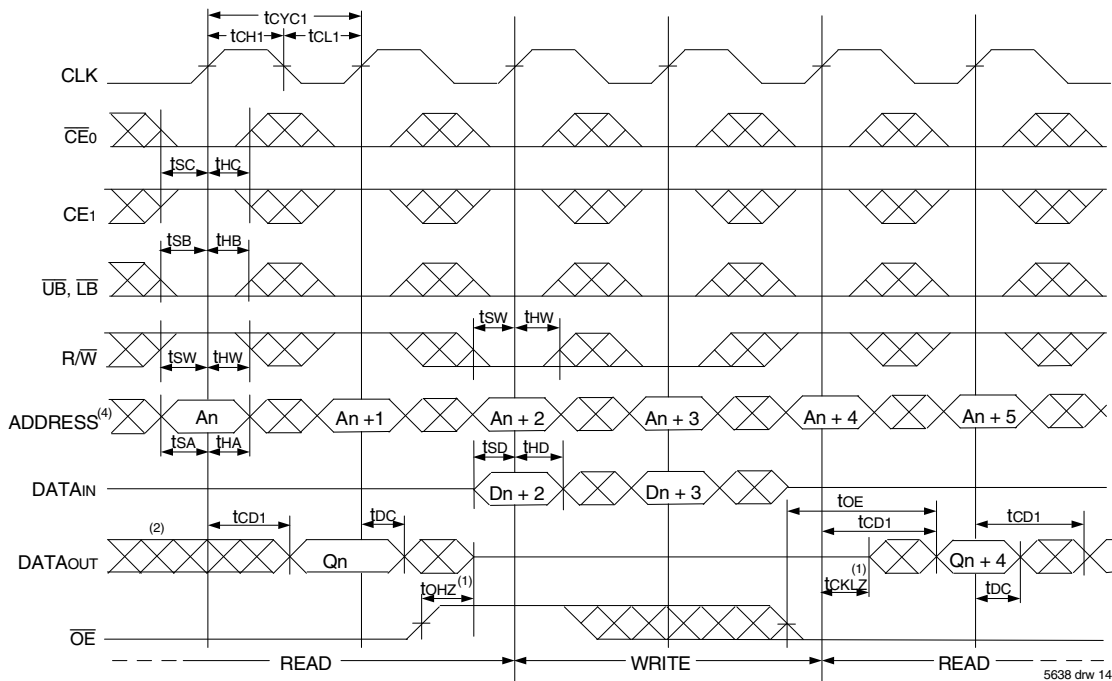 tCYC1
tCH1 tCL1
CLK
CE0
tSC tHC
CE1
tSB tHB
UB, LB
tSW tHW
R/W
tSW tHW
ADDRESS(4) An An +1 An + 2 An + 3 An + 4 An + 5
tSA tHA
tSD tHD
DATAIN Dn + 2 Dn + 3
tOE
(2) tCD1 tDC tCD1 tCD1
DATAOUT Qn Qn + 4
tOHZ(1) tCKLZ(1) tDC
OE
READ WRITE READ
5638 drw 14